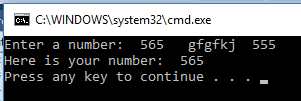 C:\WINDOWS\system32\cmd.exe
Enter a number:  565   gfgfkj  555
Here is your number:  565
Press any key to continue . . .